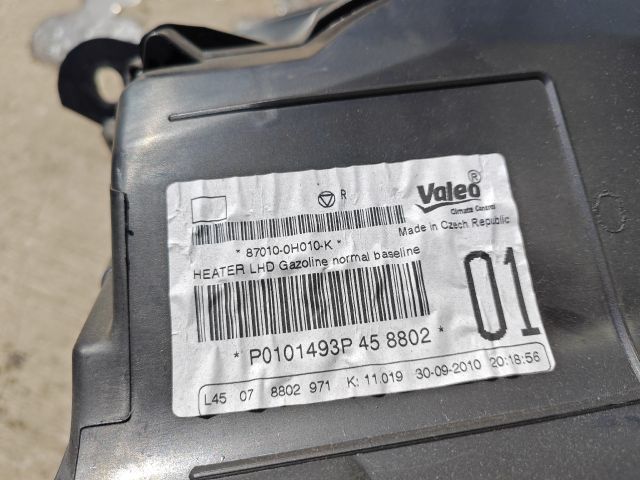 R
Valeo®
Climate Control
Made in Czech Republic
* 87010-0H010-K *
HEATER LHD Gazoline normal baseline
01
* P0101493P 45 8802 *
L45 07 8802 971 K: 11.019 30-09-2010 20:18:56